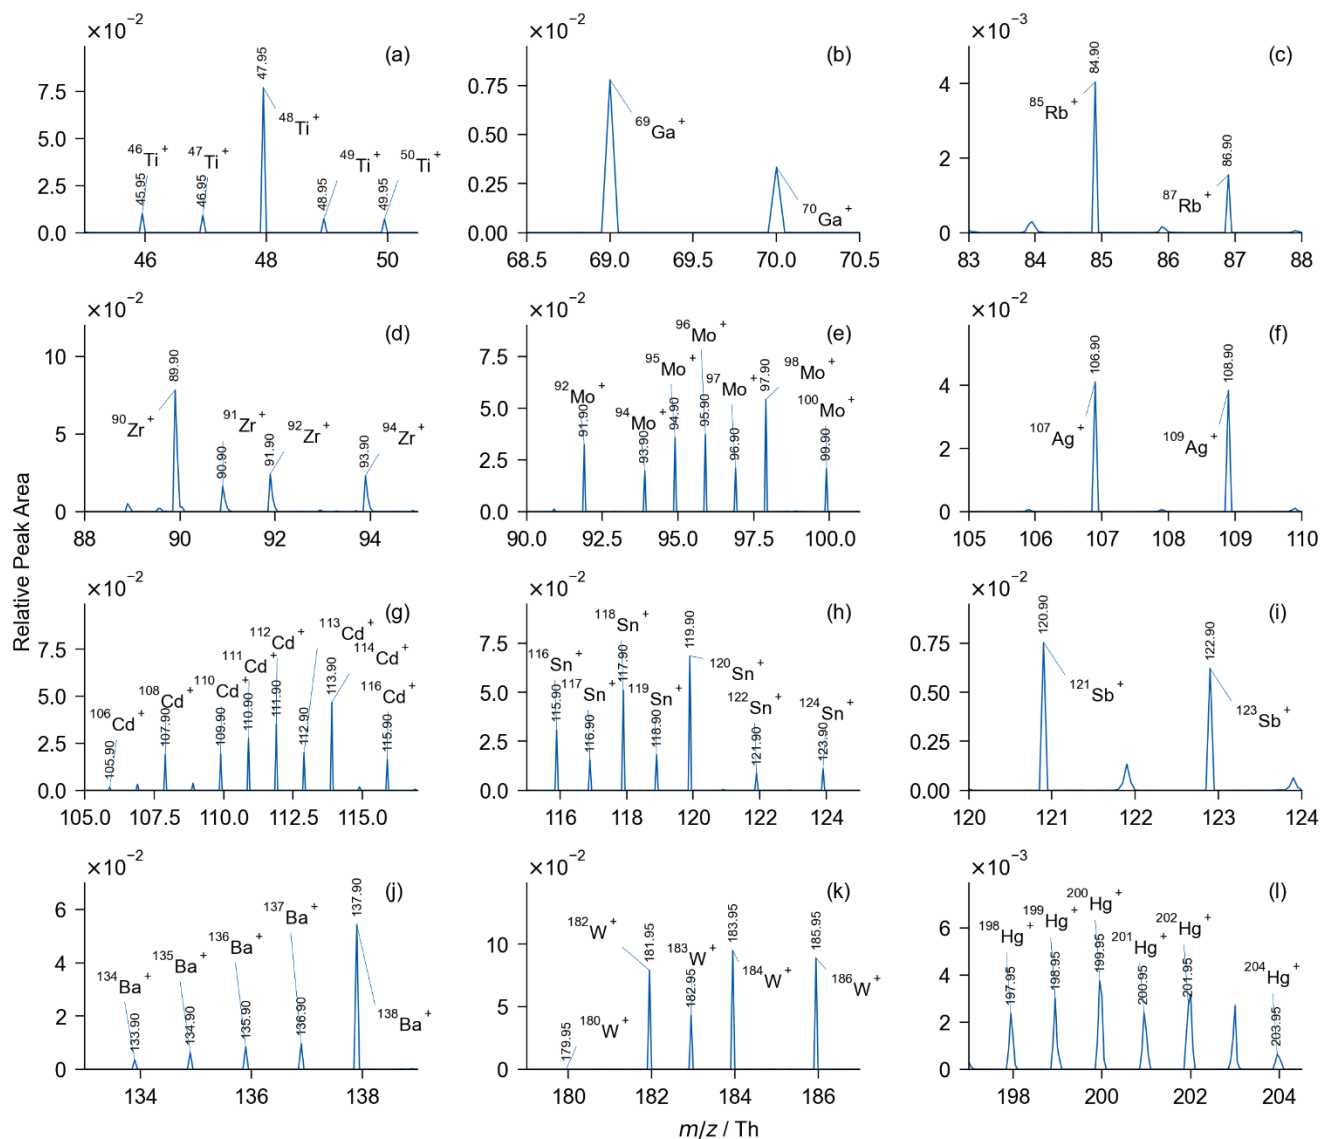 ×10⁻²
(a)
47.95
⁴⁸Ti⁺
⁴⁶Ti⁺
⁴⁷Ti⁺
⁴⁹Ti⁺
⁵⁰Ti⁺
45.95
46.95
48.95
49.95
7.5
5.0
2.5
0.0
46
48
50
×10⁻²
(b)
⁶⁹Ga⁺
⁷⁰Ga⁺
0.75
0.50
0.25
0.00
68.5
69.0
69.5
70.0
70.5
×10⁻³
(c)
84.90
⁸⁵Rb⁺
86.90
⁸⁷Rb⁺
4
2
0
83
84
85
86
87
88
×10⁻²
(d)
89.90
⁹⁰Zr⁺
⁹¹Zr⁺
⁹²Zr⁺
⁹⁴Zr⁺
90.90
91.90
93.90
10
5
0
88
90
92
94
×10⁻²
(e)
⁹⁶Mo⁺
⁹⁵Mo⁺
⁹⁸Mo⁺
⁹²Mo⁺
⁹⁷Mo⁺
⁹⁴Mo⁺
¹⁰⁰Mo⁺
91.90
93.90
94.90
95.90
96.90
97.90
99.90
7.5
5.0
2.5
0.0
90.0
92.5
95.0
97.5
100.0
×10⁻²
(f)
106.90
108.90
¹⁰⁷Ag⁺
¹⁰⁹Ag⁺
4
2
0
105
106
107
108
109
110
Relative Peak Area
×10⁻²
(g)
¹¹²Cd⁺
¹¹³Cd⁺
¹¹¹Cd⁺
¹¹⁴Cd⁺
¹¹⁰Cd⁺
¹⁰⁸Cd⁺
¹¹⁶Cd⁺
¹⁰⁶Cd⁺
105.90
107.90
109.90
110.90
111.90
112.90
113.90
115.90
7.5
5.0
2.5
0.0
105.0
107.5
110.0
112.5
115.0
×10⁻²
(h)
¹¹⁸Sn⁺
119.90
¹¹⁶Sn⁺
¹²⁰Sn⁺
¹¹⁷Sn⁺
¹¹⁹Sn⁺
¹²²Sn⁺
¹²⁴Sn⁺
115.90
116.90
117.90
118.90
121.90
123.90
7.5
5.0
2.5
0.0
116
118
120
122
124
×10⁻²
(i)
120.90
122.90
¹²¹Sb⁺
¹²³Sb⁺
0.75
0.50
0.25
0.00
120
121
122
123
124
×10⁻²
(j)
137.90
¹³⁷Ba⁺
¹³⁶Ba⁺
¹³⁵Ba⁺
¹³⁴Ba⁺
¹³⁸Ba⁺
133.90
134.90
135.90
136.90
6
4
2
0
134
136
138
×10⁻²
(k)
¹⁸²W⁺
181.95
183.95
185.95
¹⁸³W⁺
¹⁸⁴W⁺
¹⁸⁶W⁺
182.95
¹⁸⁰W⁺
179.95
10
5
0
180
182
184
186
m/z / Th
×10⁻³
(l)
²⁰⁰Hg⁺
¹⁹⁹Hg⁺
²⁰²Hg⁺
¹⁹⁸Hg⁺
²⁰¹Hg⁺
²⁰⁴Hg⁺
197.95
198.95
199.95
200.95
201.95
203.95
6
4
2
0
198
200
202
204